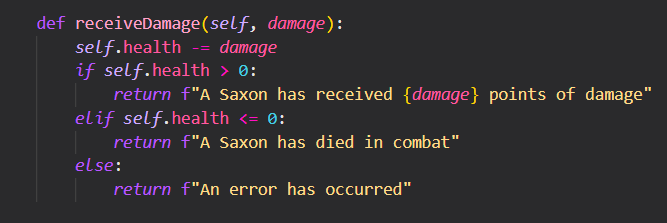 def receiveDamage(self, damage):
    self.health -= damage
    if self.health > 0:
        return f"A Saxon has received {damage} points of damage"
    elif self.health <= 0:
        return f"A Saxon has died in combat"
    else:
        return f"An error has occurred"